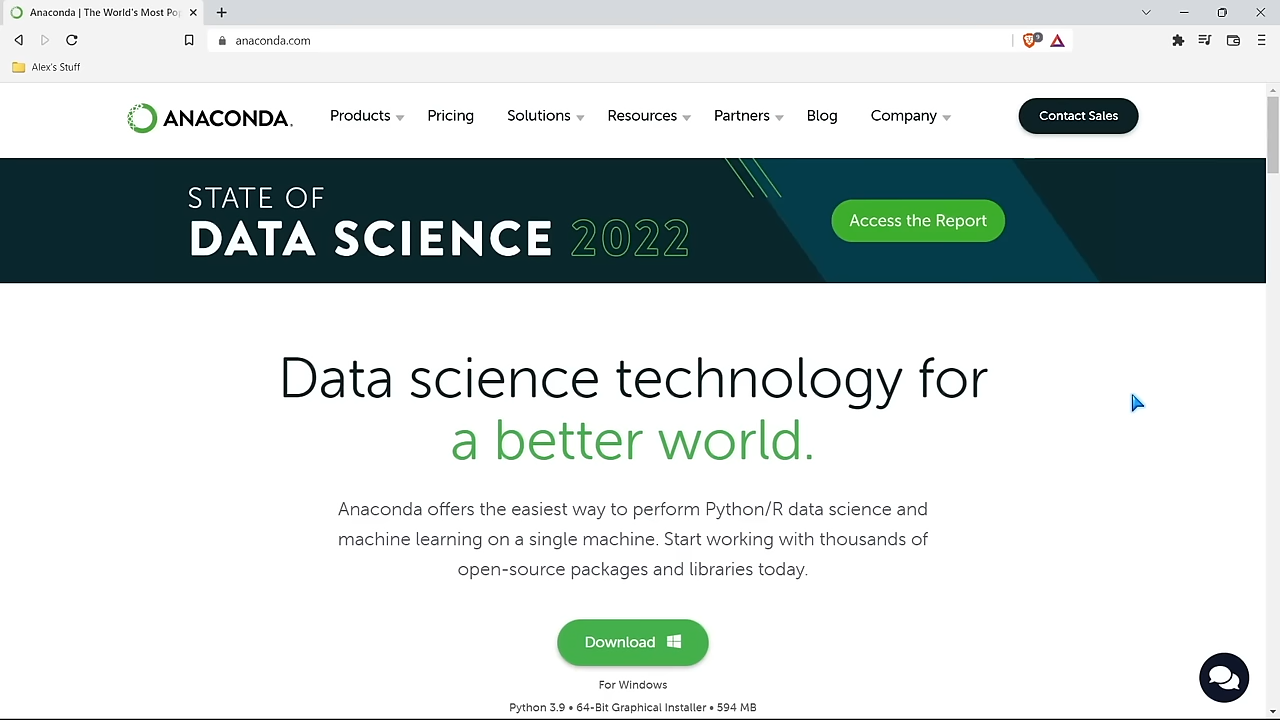 Anaconda | The World's Most Po
anaconda.com
9
Alex's Stuff
ANACONDA.
Products
Pricing
Solutions
Resources
Partners
Blog
Company
Contact Sales
STATE OF
DATA SCIENCE 2022
Access the Report
Data science technology for
a better world.
Anaconda offers the easiest way to perform Python/R data science and
machine learning on a single machine. Start working with thousands of
open-source packages and libraries today.
Download
For Windows
Python 3.9 • 64-Bit Graphical Installer • 594 MB